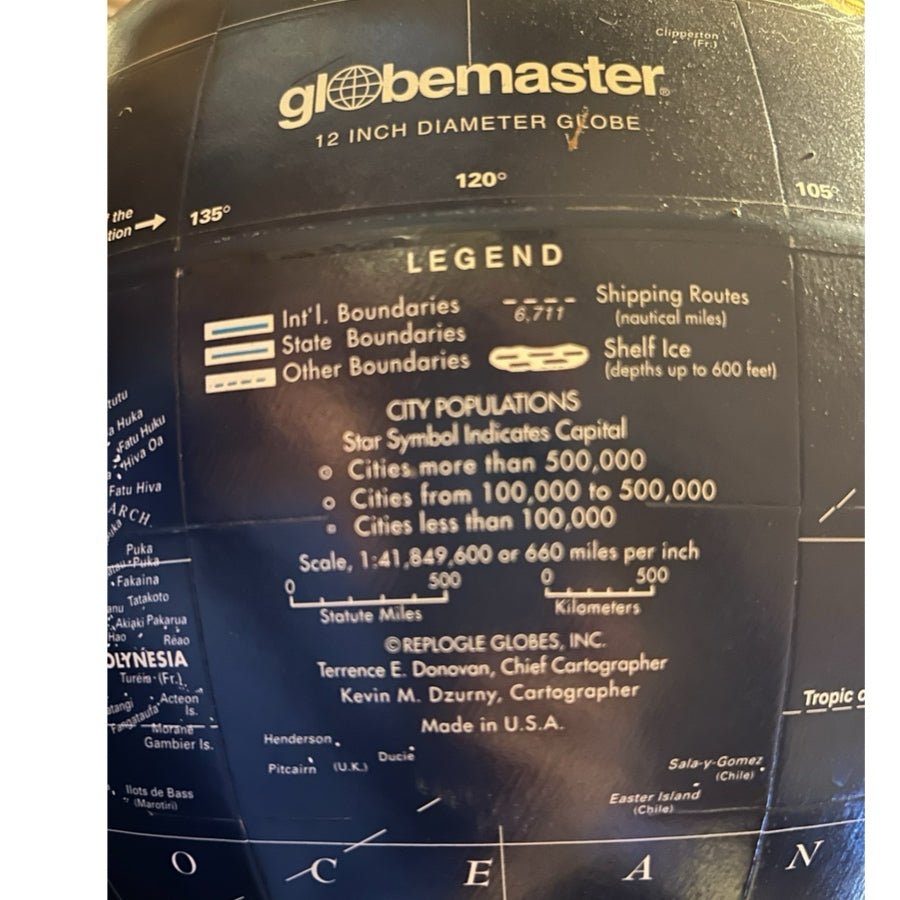 Clipperton
(Fr.)
globemaster®
12 INCH DIAMETER GLOBE
120°
105°
135°
the
LEGEND
Int'l. Boundaries
State Boundaries
Other Boundaries
Shipping Routes
6,711
(nautical miles)
Shelf Ice
(depths up to 600 feet)
CITY POPULATIONS
Star Symbol Indicates Capital
Cities more than 500,000
Cities from 100,000 to 500,000
Cities less than 100,000
Scale, 1:41,849,600 or 660 miles per inch
0 500
Statute Miles
0 500
Kilometers
©REPLOGLE GLOBES, INC.
Terrence E. Donovan, Chief Cartographer
Kevin M. Dzurny, Cartographer
Made in U.S.A.
Huka
Fatu Huku
Hiva Oa
Fatu Hiva
ARCH.
Puka
Puka
Fakaina
Tatakoto
Akiaki Pakarua
Hao Reao
OLYNESIA
(Fr.)
Acteon
Is.
Fangataufa
Morane
Gambier Is.
Ilots de Bass
(Marotiri)
Henderson
Pitcairn (U.K.)
Ducie
Tropic
Sala-y-Gomez
(Chile)
Easter Island
(Chile)
O C E A N